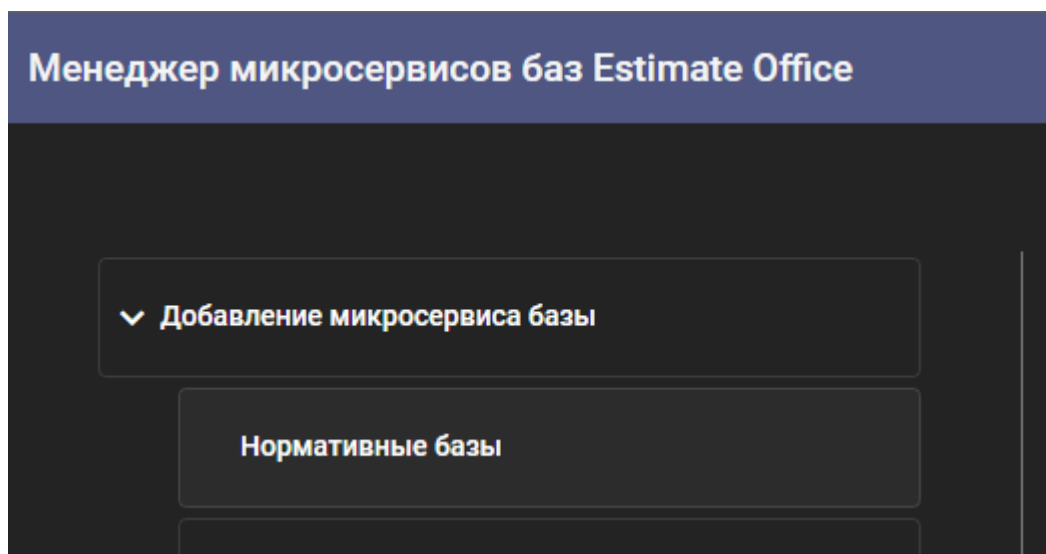 Менеджер микросервисов баз Estimate Office
Добавление микросервиса базы
Нормативные базы